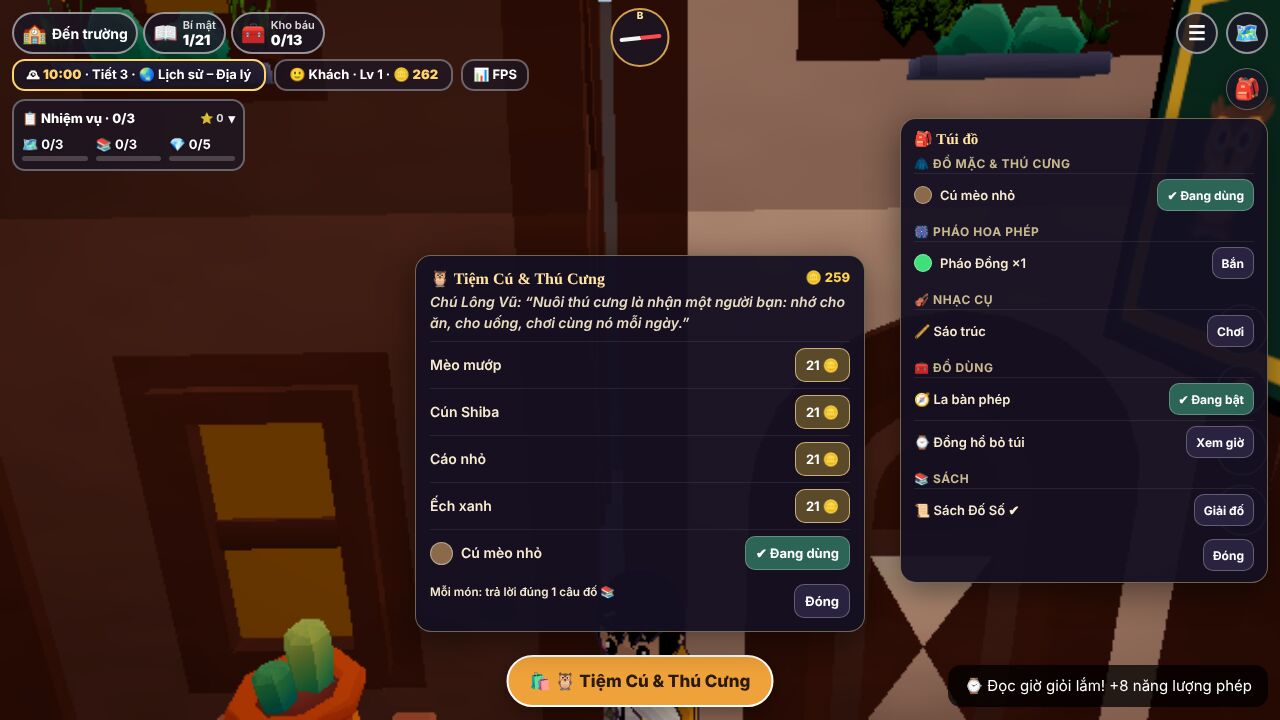 Đến trường
Bí mật
1/21
Kho báu
0/13
B
10:00 · Tiết 3 · Lịch sử – Địa lý
Khách · Lv 1 · 262
FPS
Nhiệm vụ · 0/3
0 ▾
0/3
0/3
0/5
Tiệm Cú & Thú Cưng
259
Chú Lông Vũ: “Nuôi thú cưng là nhận một người bạn: nhớ cho
ăn, cho uống, chơi cùng nó mỗi ngày.”
Mèo mướp
21
Cún Shiba
21
Cáo nhỏ
21
Ếch xanh
21
Cú mèo nhỏ
✔ Đang dùng
Mỗi món: trả lời đúng 1 câu đố
Đóng
Tiệm Cú & Thú Cưng
Túi đồ
ĐỒ MẶC & THÚ CƯNG
Cú mèo nhỏ
✔ Đang dùng
PHÁO HOA PHÉP
Pháo Đồng ×1
Bắn
NHẠC CỤ
Sáo trúc
Chơi
ĐỒ DÙNG
La bàn phép
✔ Đang bật
Đồng hồ bỏ túi
Xem giờ
SÁCH
Sách Đố Số ✔
Giải đố
Đóng
Đọc giờ giỏi lắm! +8 năng lượng phép